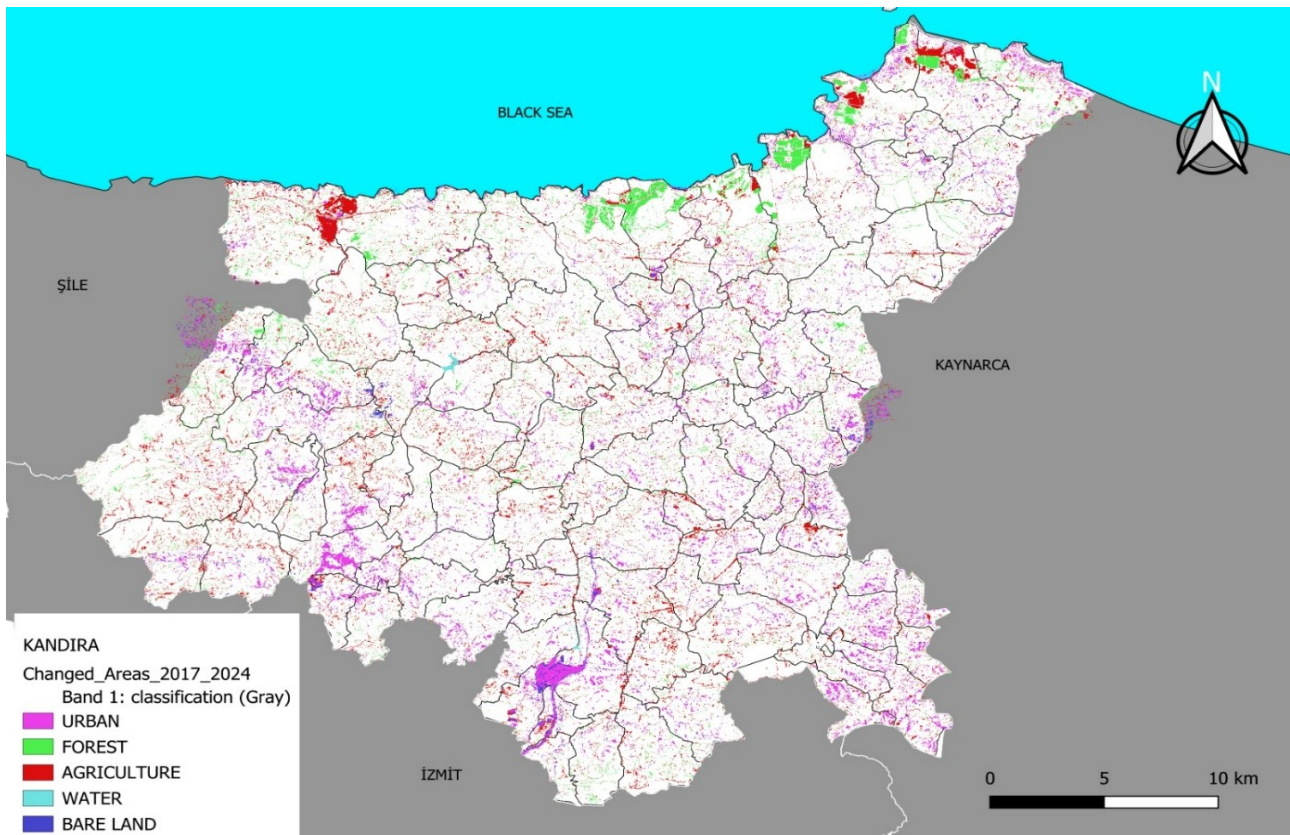 BLACK SEA
N
ŞİLE
KAYNARCA
İZMİT
KANDIRA
Changed_Areas_2017_2024
Band 1: classification (Gray)
URBAN
FOREST
AGRICULTURE
WATER
BARE LAND
0 5 10 km